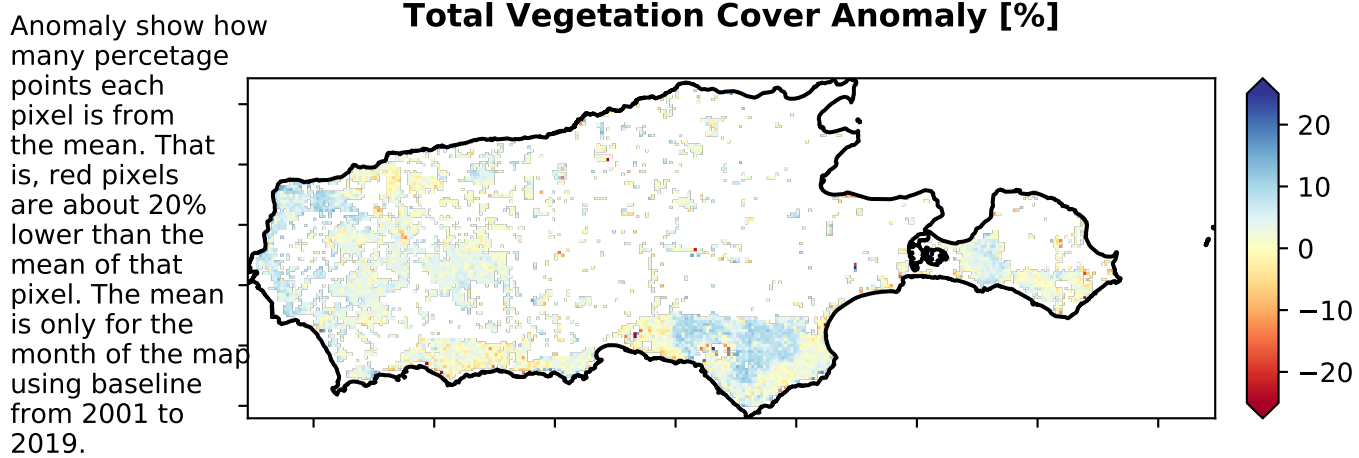 Total Vegetation Cover Anomaly [%]
Anomaly show how
many percetage
points each
pixel is from
the mean. That
is, red pixels
are about 20%
lower than the
mean of that
pixel. The mean
is only for the
month of the map
using baseline
from 2001 to
2019.
20
10
0
−10
−20